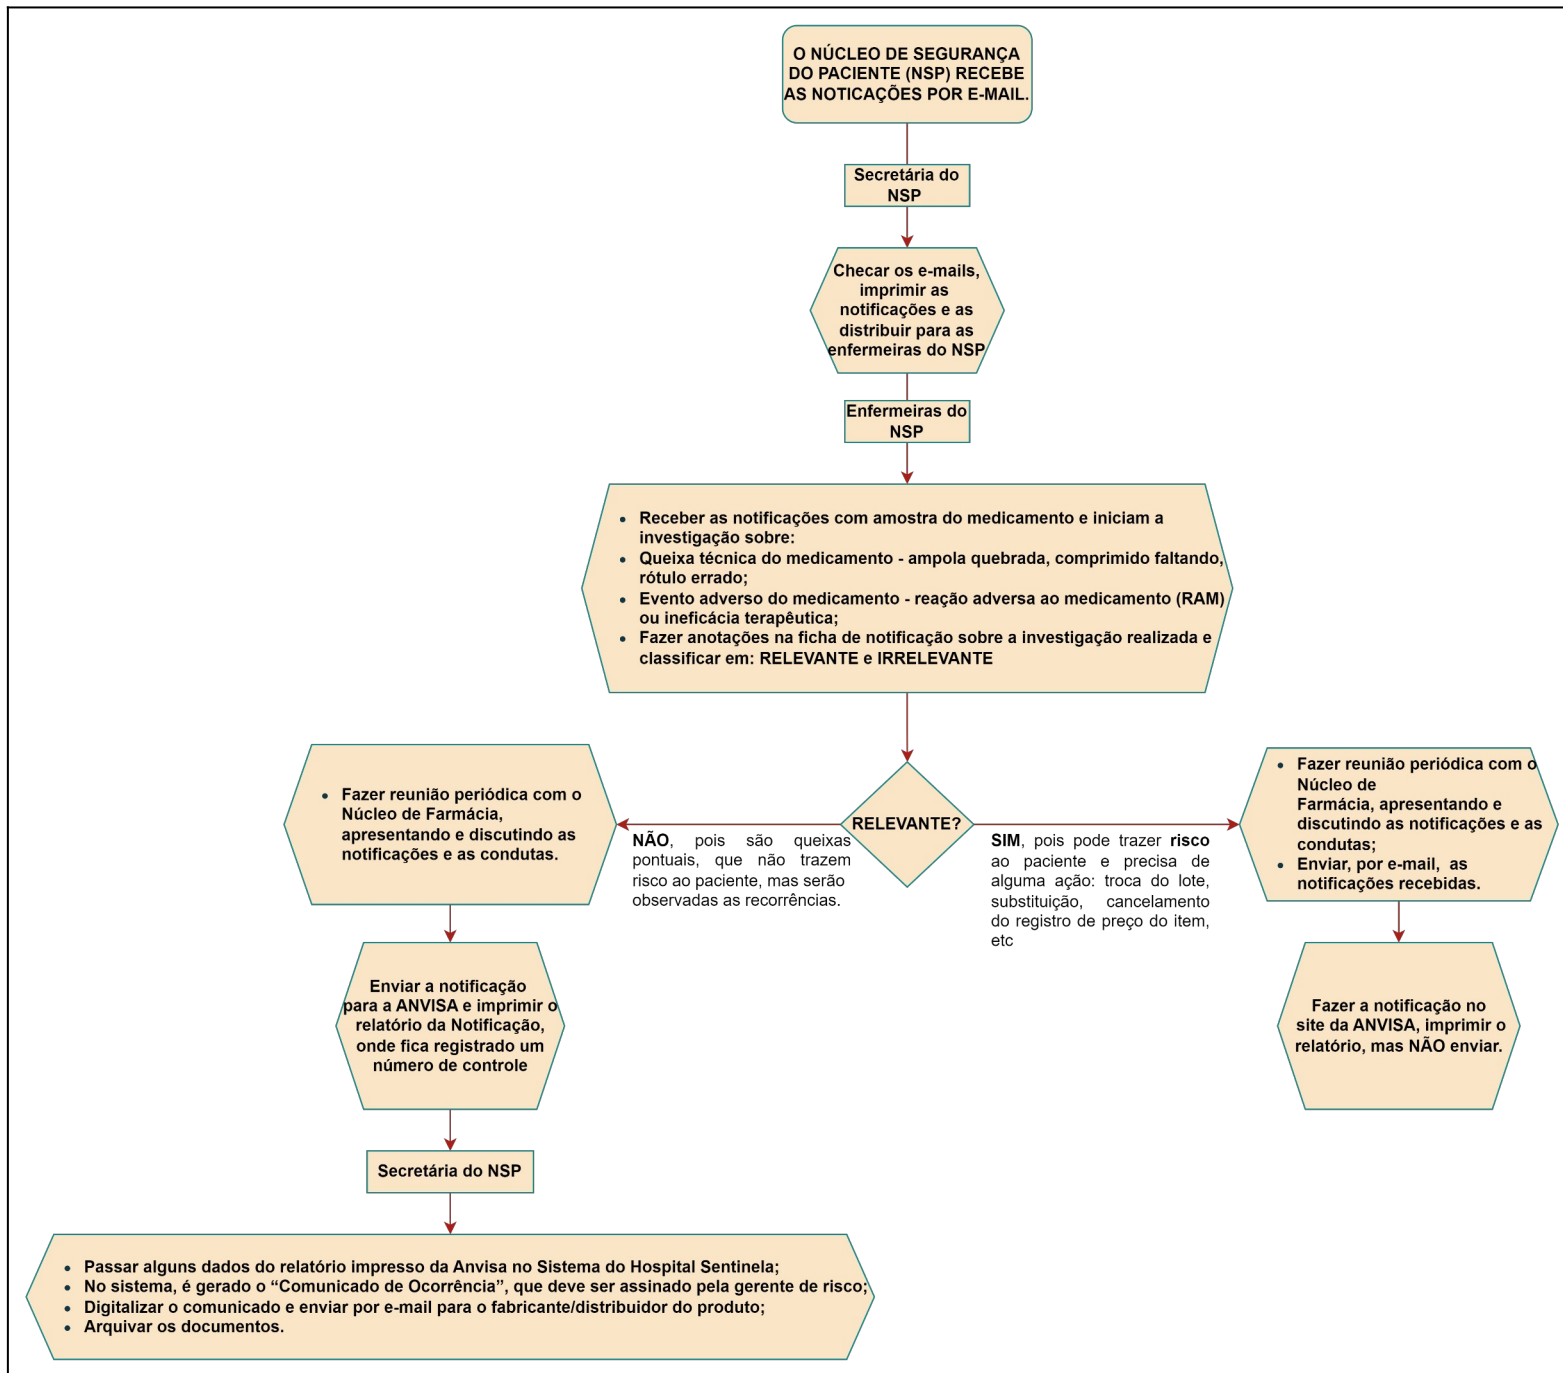 O NÚCLEO DE SEGURANÇA
DO PACIENTE (NSP) RECEBE
AS NOTICAÇÕES POR E-MAIL.
Secretária do
NSP
Checar os e-mails,
imprimir as
notificações e as
distribuir para as
enfermeiras do NSP
Enfermeiras do
NSP
• Receber as notificações com amostra do medicamento e iniciam a
investigação sobre:
• Queixa técnica do medicamento - ampola quebrada, comprimido faltando,
rótulo errado;
• Evento adverso do medicamento - reação adversa ao medicamento (RAM)
ou ineficácia terapêutica;
• Fazer anotações na ficha de notificação sobre a investigação realizada e
classificar em: RELEVANTE e IRRELEVANTE
RELEVANTE?
NÃO, pois são queixas
pontuais, que não trazem
risco ao paciente, mas serão
observadas as recorrências.
SIM, pois pode trazer risco
ao paciente e precisa de
alguma ação: troca do lote,
substituição, cancelamento
do registro de preço do item,
etc
• Fazer reunião periódica com o
Núcleo de Farmácia,
apresentando e discutindo as
notificações e as condutas.
Enviar a notificação
para a ANVISA e imprimir o
relatório da Notificação,
onde fica registrado um
número de controle
Secretária do NSP
• Passar alguns dados do relatório impresso da Anvisa no Sistema do Hospital Sentinela;
• No sistema, é gerado o “Comunicado de Ocorrência”, que deve ser assinado pela gerente de risco;
• Digitalizar o comunicado e enviar por e-mail para o fabricante/distribuidor do produto;
• Arquivar os documentos.
• Fazer reunião periódica com o
Núcleo de
Farmácia, apresentando e
discutindo as notificações e as
condutas;
• Enviar, por e-mail, as
notificações recebidas.
Fazer a notificação no
site da ANVISA, imprimir o
relatório, mas NÃO enviar.